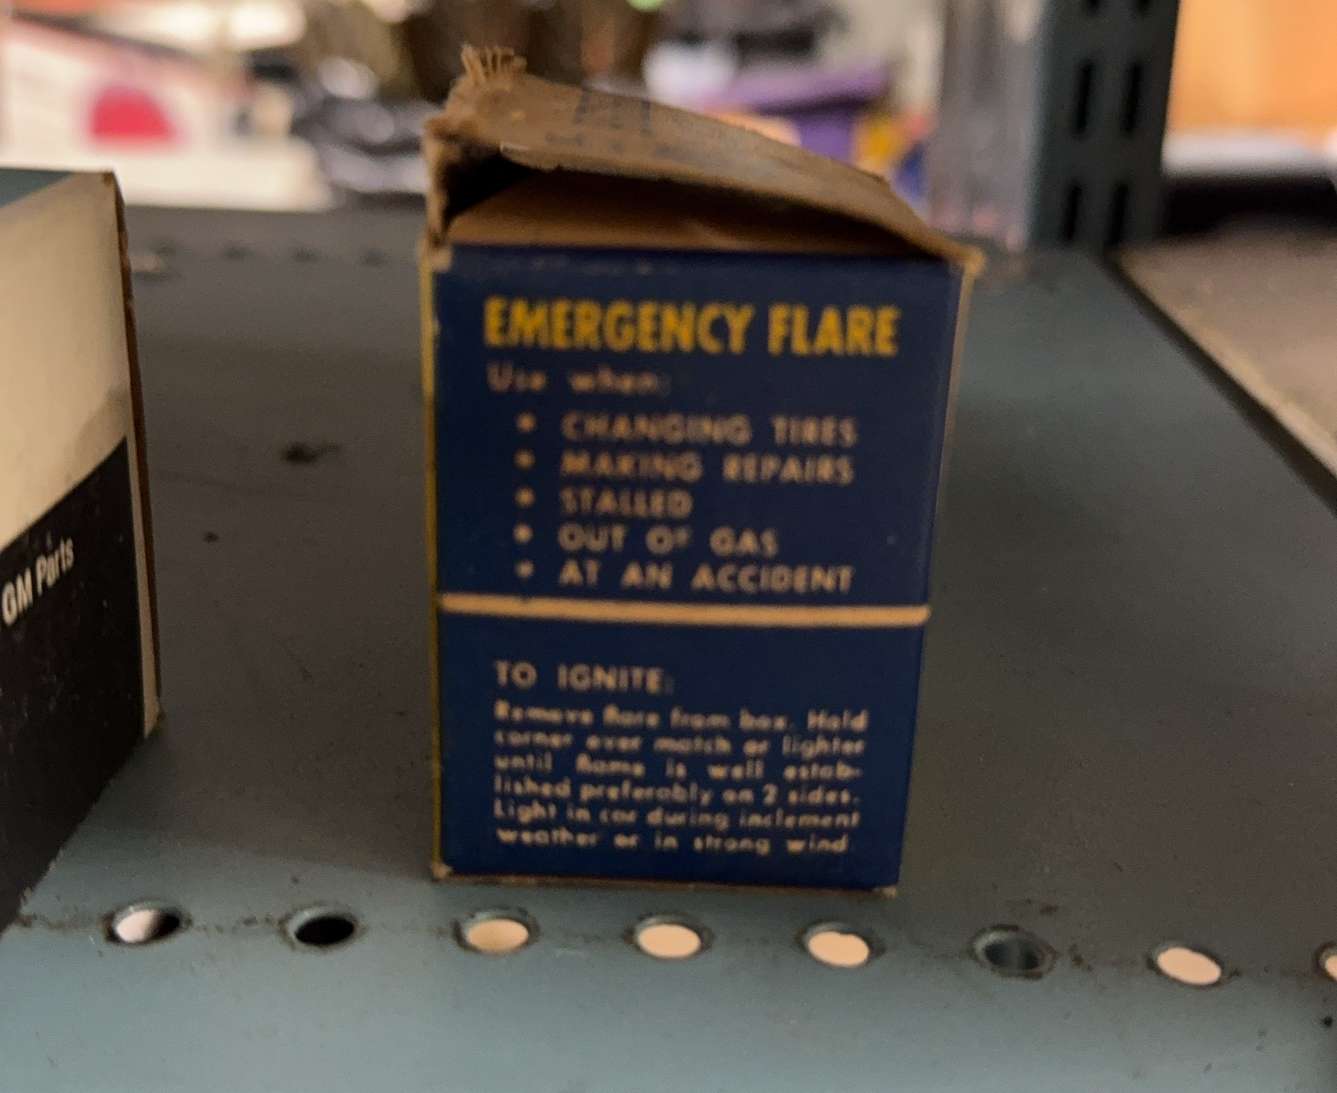 EMERGENCY FLARE
Use when:
• CHANGING TIRES
• MAKING REPAIRS
• STALLED
• OUT OF GAS
• AT AN ACCIDENT
TO IGNITE:
Remove flare from box. Hold
corner over match or lighter
until flame is well estab-
lished preferably on 2 sides.
Light in car during inclement
weather or in strong wind
GM Parts